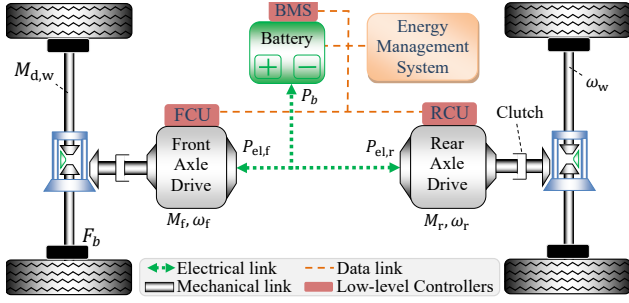 BMS
Battery
+ −
Energy
Management
System
M_d,w
ω_w
P_b
FCU
RCU
Clutch
Front
Axle
Drive
P_el,f
P_el,r
Rear
Axle
Drive
M_f, ω_f
M_r, ω_r
F_b
Electrical link
Data link
Mechanical link
Low-level Controllers